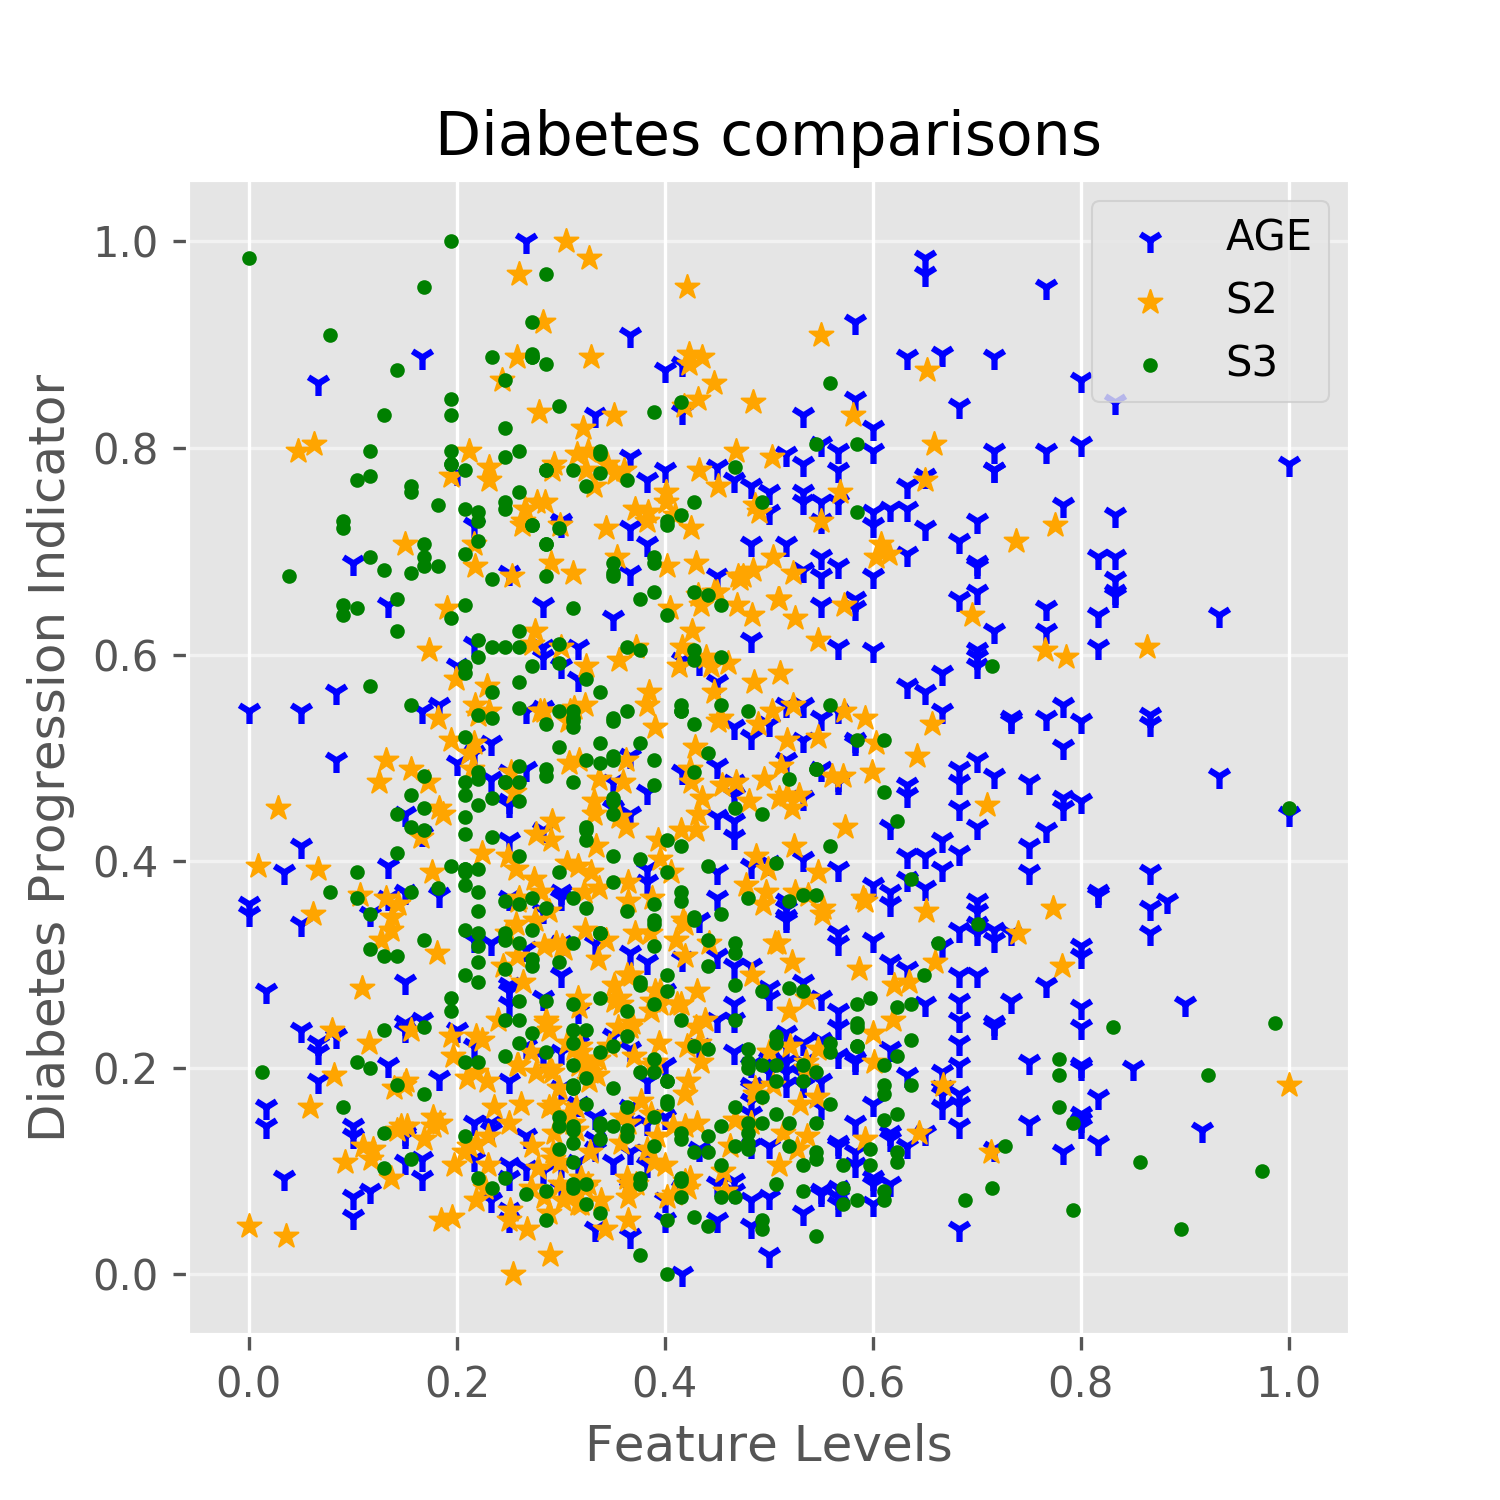 Diabetes comparisons
AGE
S2
S3
Diabetes Progression Indicator
1.0
0.8
0.6
0.4
0.2
0.0
0.0 0.2 0.4 0.6 0.8 1.0
Feature Levels